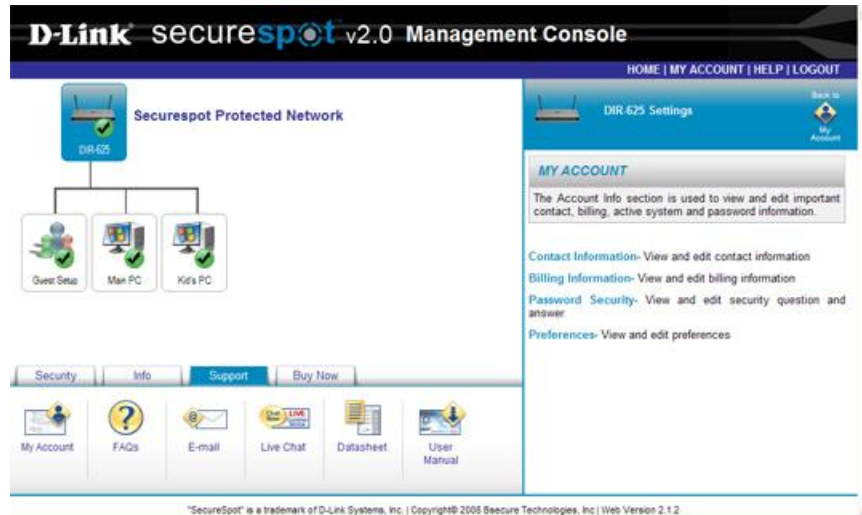 D-Link securespot v2.0 Management Console
HOME | MY ACCOUNT | HELP | LOGOUT
DIR-625
Securespot Protected Network
Guest Setup
Main PC
Kid's PC
Security
Info
Support
Buy Now
My Account
FAQs
E-mail
Live Chat
Datasheet
User
Manual
DIR-625 Settings
Back to
My
Account
MY ACCOUNT
The Account Info section is used to view and edit important
contact, billing, active system and password information.
Contact Information- View and edit contact information
Billing Information- View and edit billing information
Password Security- View and edit security question and
answer
Preferences- View and edit preferences
"SecureSpot" is a trademark of D-Link Systems, Inc. | Copyright© 2008 Bsecure Technologies, Inc | Web Version 2.1.2